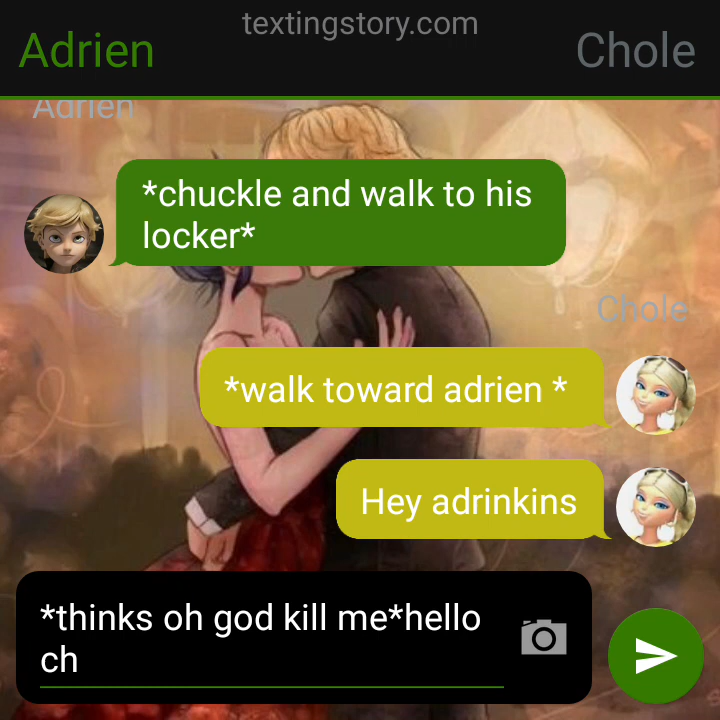 textingstory.com
Adrien
Chole
Adrien
*chuckle and walk to his
locker*
Chole
*walk toward adrien *
Hey adrinkins
*thinks oh god kill me*hello
ch